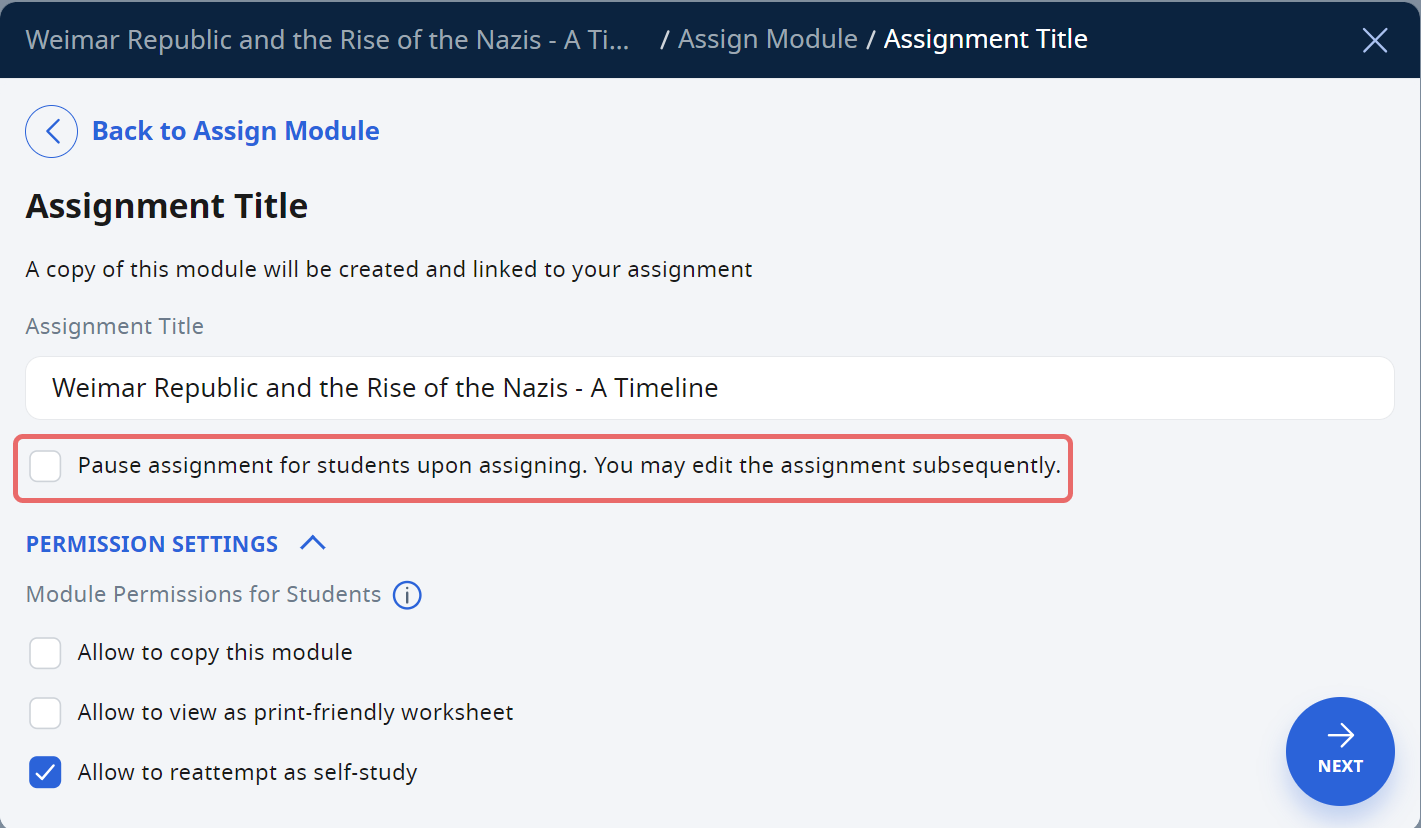 Weimar Republic and the Rise of the Nazis - A Ti... / Assign Module / Assignment Title
Back to Assign Module
Assignment Title
A copy of this module will be created and linked to your assignment
Assignment Title
Weimar Republic and the Rise of the Nazis - A Timeline
Pause assignment for students upon assigning. You may edit the assignment subsequently.
PERMISSION SETTINGS
Module Permissions for Students
Allow to copy this module
Allow to view as print-friendly worksheet
Allow to reattempt as self-study
NEXT